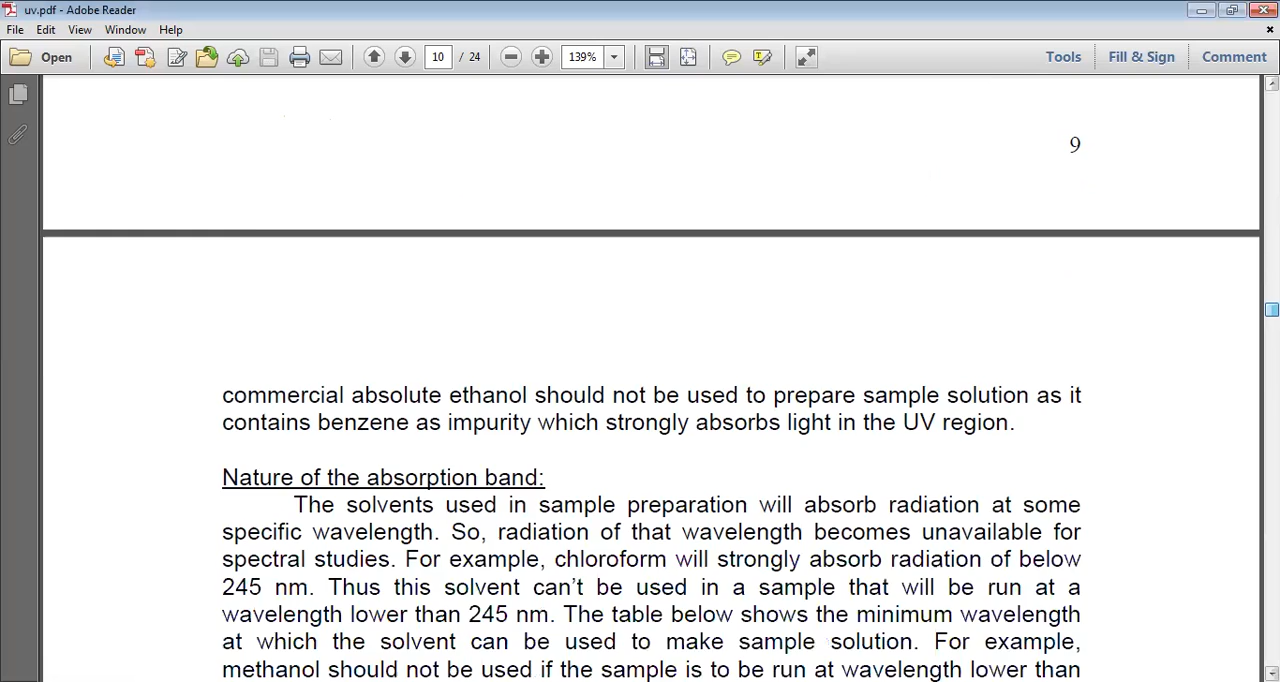 uv.pdf - Adobe Reader
File Edit View Window Help
Open 10 / 24 139% Tools Fill & Sign Comment
9
commercial absolute ethanol should not be used to prepare sample solution as it
contains benzene as impurity which strongly absorbs light in the UV region.
Nature of the absorption band:
The solvents used in sample preparation will absorb radiation at some
specific wavelength. So, radiation of that wavelength becomes unavailable for
spectral studies. For example, chloroform will strongly absorb radiation of below
245 nm. Thus this solvent can't be used in a sample that will be run at a
wavelength lower than 245 nm. The table below shows the minimum wavelength
at which the solvent can be used to make sample solution. For example,
methanol should not be used if the sample is to be run at wavelength lower than